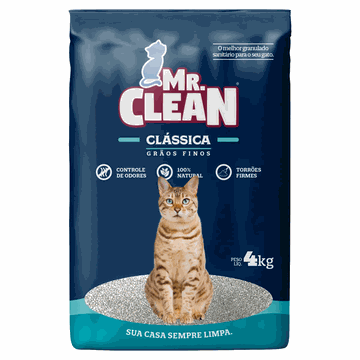 O melhor granulado
sanitário para o seu gato.
MR.
CLEAN
CLÁSSICA
GRÃOS FINOS
CONTROLE
DE ODORES
100%
NATURAL
TORRÕES
FIRMES
PESO
LÍQ.
4kg
SUA CASA SEMPRE LIMPA.